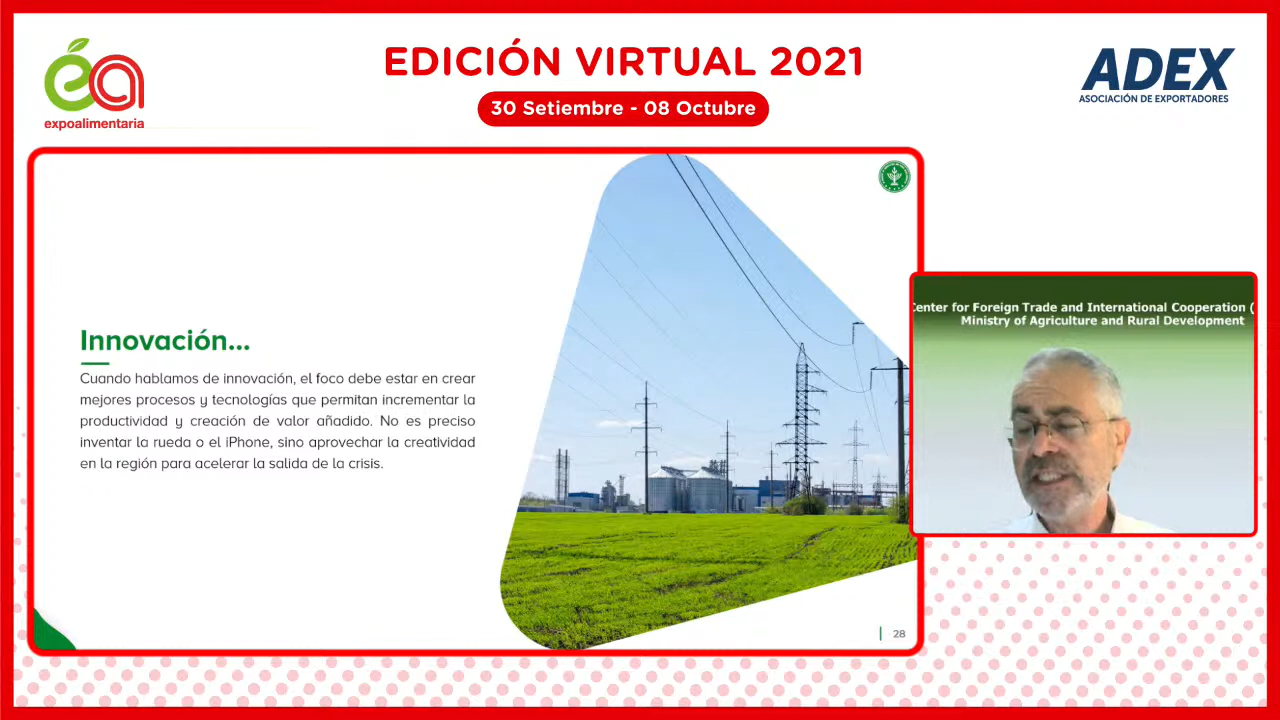 éa
expoalimentaria
EDICIÓN VIRTUAL 2021
30 Setiembre - 08 Octubre
ADEX
ASOCIACIÓN DE EXPORTADORES
Innovación...
Cuando hablamos de innovación, el foco debe estar en crear
mejores procesos y tecnologías que permitan incrementar la
productividad y creación de valor añadido. No es preciso
inventar la rueda o el iPhone, sino aprovechar la creatividad
en la región para acelerar la salida de la crisis.
28
Center for Foreign Trade and International Cooperation (
Ministry of Agriculture and Rural Development